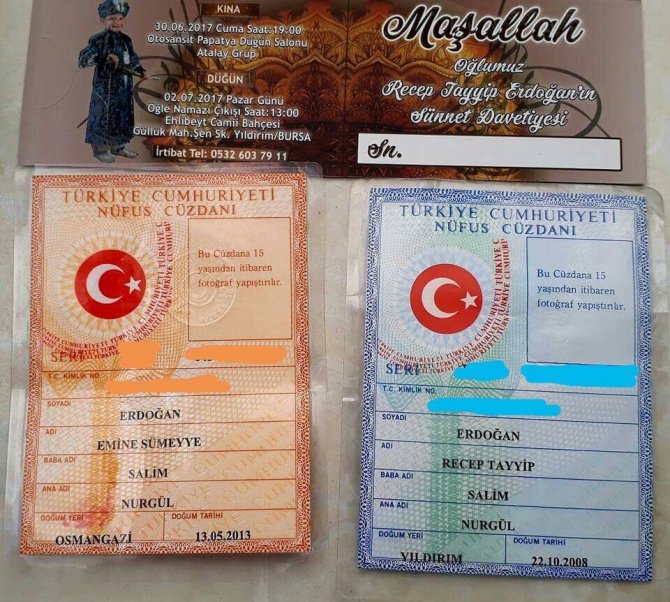 KINA
30.06.2017 Cuma Saat:19:00
Otosansit Papatya Düğün Salonu
Atalay Grup
DÜĞÜN
02.07.2017 Pazar Günü
Öğle Namazı Çıkışı Saat:13:00
Ehlibeyt Camii Bahçesi
Güllük Mah.Şen Sk. Yıldırım/BURSA
İrtibat Tel: 0532 603 79 11
Maşallah
Oğlumuz
Recep Tayyip Erdoğan'ın
Sünnet Davetiyesi
Sn.
TÜRKİYE CUMHURİYETİ
NÜFUS CÜZDANI
Bu Cüzdana 15
yaşından itibaren
fotoğraf yapıştırılır.
SERİ
T.C. KİMLİK NO
SOYADI
ERDOĞAN
ADI
EMİNE SÜMEYYE
BABA ADI
SALİM
ANA ADI
NURGÜL
DOĞUM YERİ
DOĞUM TARİHİ
OSMANGAZİ
13.05.2013
TÜRKİYE CUMHURİYETİ
NÜFUS CÜZDANI
Bu Cüzdana 15
yaşından itibaren
fotoğraf yapıştırılır.
SERİ
T.C. KİMLİK NO.
SOYADI
ERDOĞAN
ADI
RECEP TAYYİP
BABA ADI
SALİM
ANA ADI
NURGÜL
DOĞUM YERİ
DOĞUM TARİHİ
YILDIRIM
22.10.2008